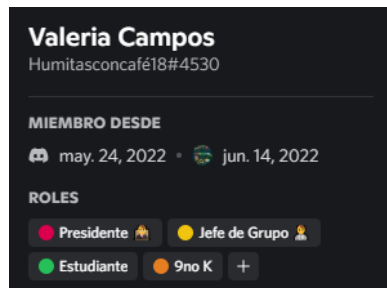 Valeria Campos
Humitasconcafé18#4530
MIEMBRO DESDE
may. 24, 2022 • jun. 14, 2022
ROLES
Presidente Jefe de Grupo
Estudiante 9no K +